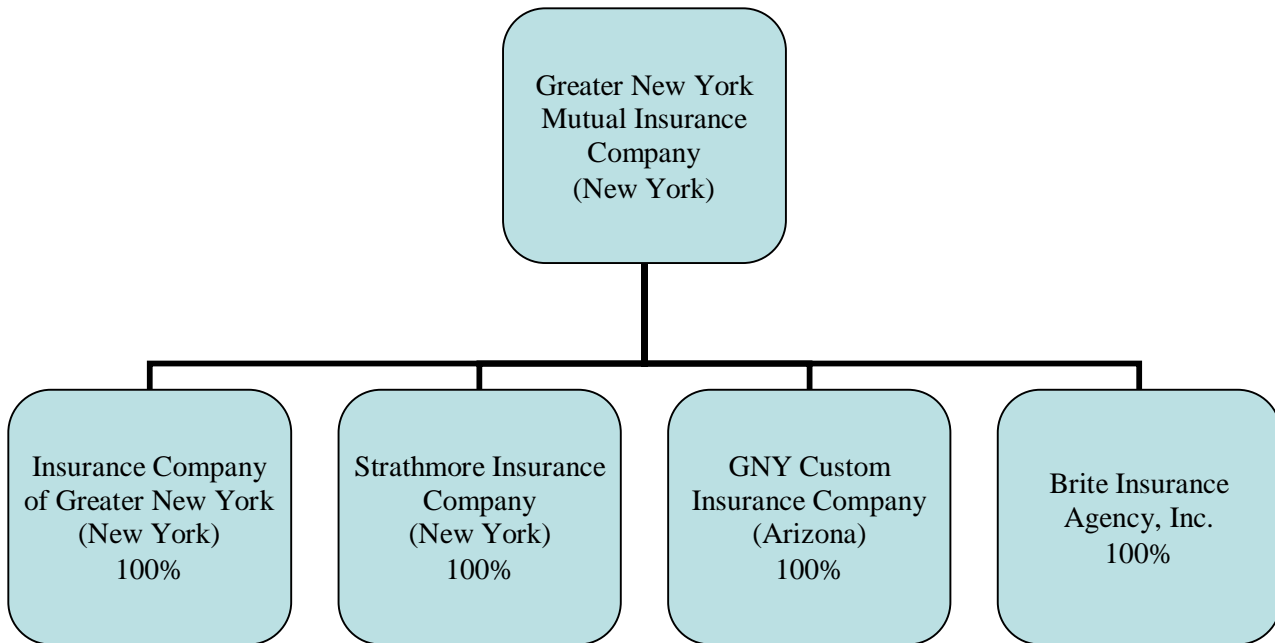 Greater New York
Mutual Insurance
Company
(New York)
Insurance Company
of Greater New York
(New York)
100%
Strathmore Insurance
Company
(New York)
100%
GNY Custom
Insurance Company
(Arizona)
100%
Brite Insurance
Agency, Inc.
100%